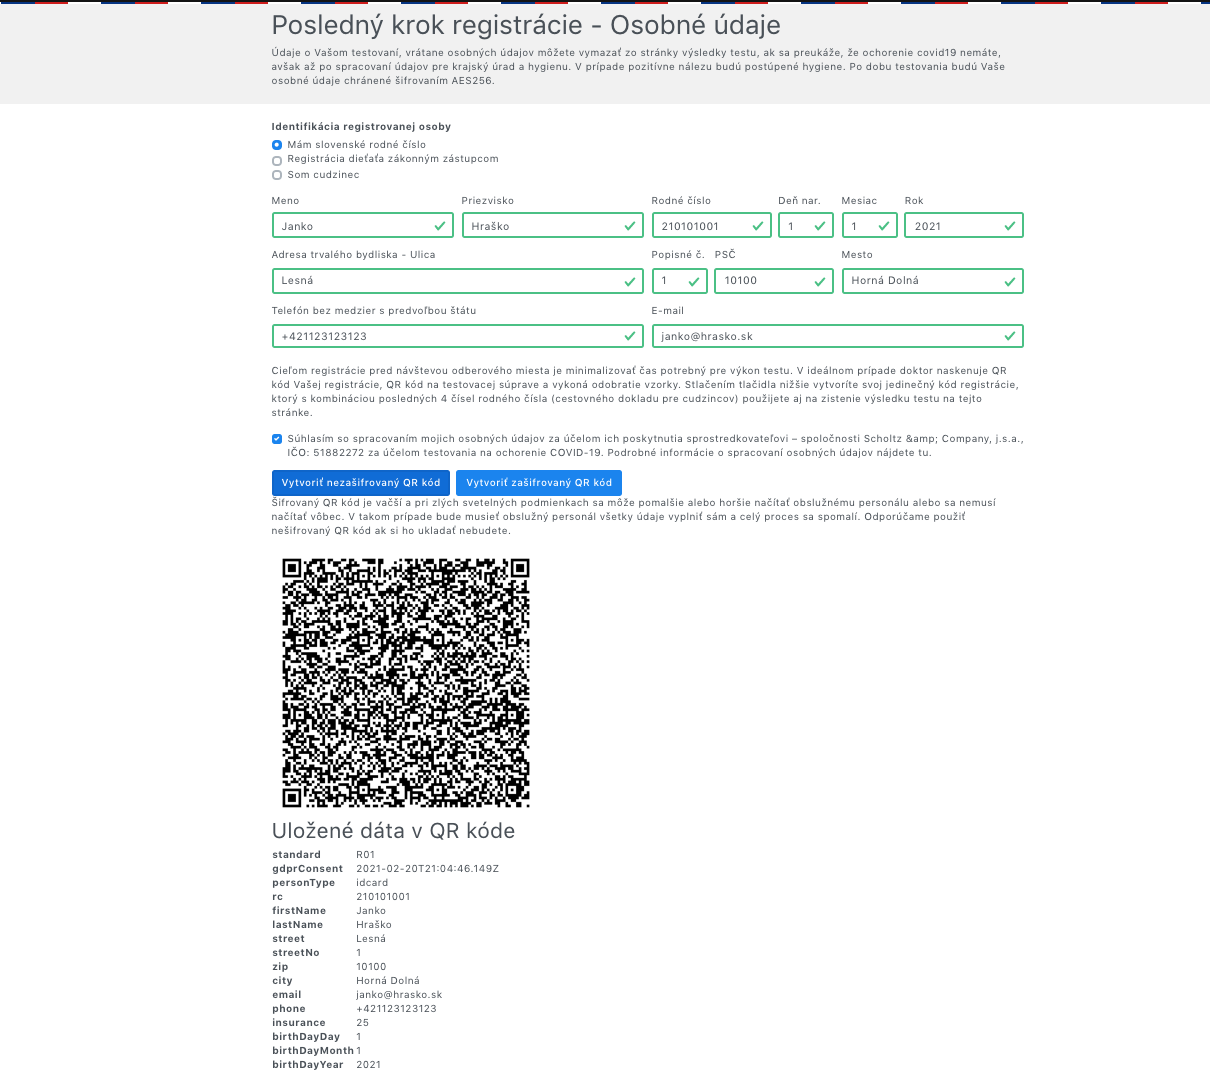 Posledný krok registrácie - Osobné údaje
Údaje o Vašom testovaní, vrátane osobných údajov môžete vymazať zo stránky výsledky testu, ak sa preukáže, že ochorenie covid19 nemáte,
avšak až po spracovaní údajov pre krajský úrad a hygienu. V prípade pozitívne nálezu budú postúpené hygiene. Po dobu testovania budú Vaše
osobné údaje chránené šifrovaním AES256.
Identifikácia registrovanej osoby
Mám slovenské rodné číslo
Registrácia dieťaťa zákonným zástupcom
Som cudzinec
Meno Priezvisko Rodné číslo Deň nar. Mesiac Rok
Janko Hraško 210101001 1 1 2021
Adresa trvalého bydliska - Ulica Popisné č. PSČ Mesto
Lesná 1 10100 Horná Dolná
Telefón bez medzier s predvoľbou štátu E-mail
+421123123123 janko@hrasko.sk
Cieľom registrácie pred návštevou odberového miesta je minimalizovať čas potrebný pre výkon testu. V ideálnom prípade doktor naskenuje QR
kód Vašej registrácie, QR kód na testovacej súprave a vykoná odobratie vzorky. Stlačením tlačidla nižšie vytvoríte svoj jedinečný kód registrácie,
ktorý s kombináciou posledných 4 čísel rodného čísla (cestovného dokladu pre cudzincov) použijete aj na zistenie výsledku testu na tejto
stránke.
Súhlasím so spracovaním mojich osobných údajov za účelom ich poskytnutia sprostredkovateľovi – spoločnosti Scholtz &amp; Company, j.s.a.,
IČO: 51882272 za účelom testovania na ochorenie COVID-19. Podrobné informácie o spracovaní osobných údajov nájdete tu.
Vytvoriť nezašifrovaný QR kód Vytvoriť zašifrovaný QR kód
Šifrovaný QR kód je vačší a pri zlých svetelných podmienkach sa môže pomalšie alebo horšie načítať obslužnému personálu alebo sa nemusí
načítať vôbec. V takom prípade bude musieť obslužný personál všetky údaje vyplniť sám a celý proces sa spomalí. Odporúčame použiť
nešifrovaný QR kód ak si ho ukladať nebudete.
Uložené dáta v QR kóde
standard R01
gdprConsent 2021-02-20T21:04:46.149Z
personType idcard
rc 210101001
firstName Janko
lastName Hraško
street Lesná
streetNo 1
zip 10100
city Horná Dolná
email janko@hrasko.sk
phone +421123123123
insurance 25
birthDayDay 1
birthDayMonth 1
birthDayYear 2021